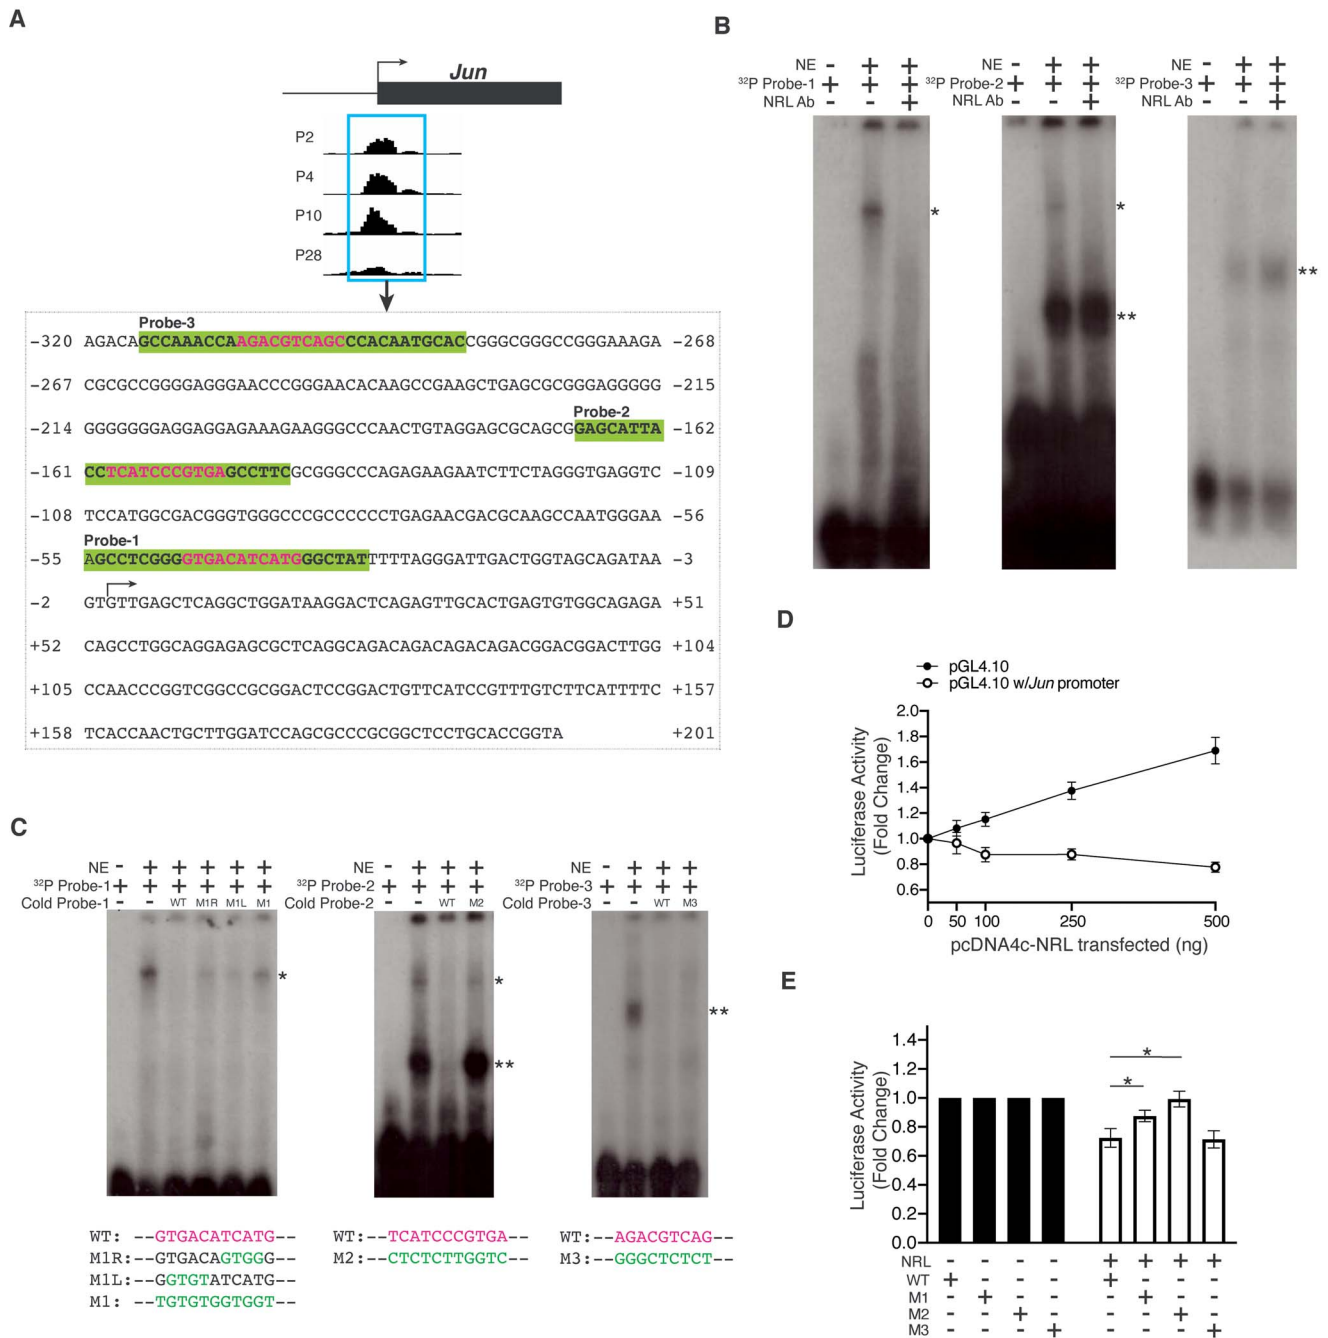 A
Jun
P2
P4
P10
P28
Probe-3
-320 AGACAGCCAAACCAAGACGTCAGCCCACAATGCACCGGGCGGGCCGGGAAAGA -268
-267 CGCGCCGGGGAGGGAACCCGGGAACACAAGCCGAAGCTGAGCGCGGGAGGGGG -215
Probe-2
-214 GGGGGGGAGGAGGAGAAAGAAGGGCCCAACTGTAGGAGCGCAGCGGAGCATTA -162
-161 CCTCATCCCGTGAGCCTTCGCGGGCCCAGAGAAGAATCTTCTAGGGTGAGGTC -109
-108 TCCATGGCGACGGGTGGGCCCGCCCCCCTGAGAACGACGCAAGCCAATGGGAA -56
Probe-1
-55 AGCCTCGGGGTGACATCATGGGCTATTTTTAGGGATTGACTGGTAGCAGATAA -3
-2 GTGTTGAGCTCAGGCTGGATAAGGACTCAGAGTTGCACTGAGTGTGGCAGAGA +51
+52 CAGCCTGGCAGGAGAGCGCTCAGGCAGACAGACAGACAGACGGACGGACTTGG +104
+105 CCAACCCGGTCGGCCGCGGACTCCGGACTGTTCATCCGTTTGTCTTCATTTTC +157
+158 TCACCAACTGCTTGGATCCAGCGCCCGCGGCTCCTGCACCGGTA +201
B
NE - + +
32P Probe-1 + + +
NRL Ab - - +
*
NE - + +
32P Probe-2 + + +
NRL Ab - - +
*
**
NE - + +
32P Probe-3 + + +
NRL Ab - - +
**
C
NE - + + + + +
32P Probe-1 + + + + + +
Cold Probe-1 - - WT M1R M1L M1
*
WT: --GTGACATCATG--
M1R:--GTGACAGTGGG--
M1L:--GGTGTATCATG--
M1: --TGTGTGGTGGT--
NE - + + +
32P Probe-2 + + + +
Cold Probe-2 - - WT M2
*
**
WT:--TCATCCCGTGA--
M2:--CTCTCTTGGTC--
NE - + + +
32P Probe-3 + + + +
Cold Probe-3 - - WT M3
**
WT:--AGACGTCAG--
M3:--GGGCTCTCT--
D
pGL4.10
pGL4.10 w/Jun promoter
Luciferase Activity
(Fold Change)
2.0
1.8
1.6
1.4
1.2
1.0
0.8
0.6
0 50 100 250 500
pcDNA4c-NRL transfected (ng)
E
Luciferase Activity
(Fold Change)
1.4
1.2
1.0
0.8
0.6
0.4
0.2
0.0
*
*
NRL - - - - + + + +
WT + - - - + - - -
M1 - + - - - + - -
M2 - - + - - - + -
M3 - - - + - - - +